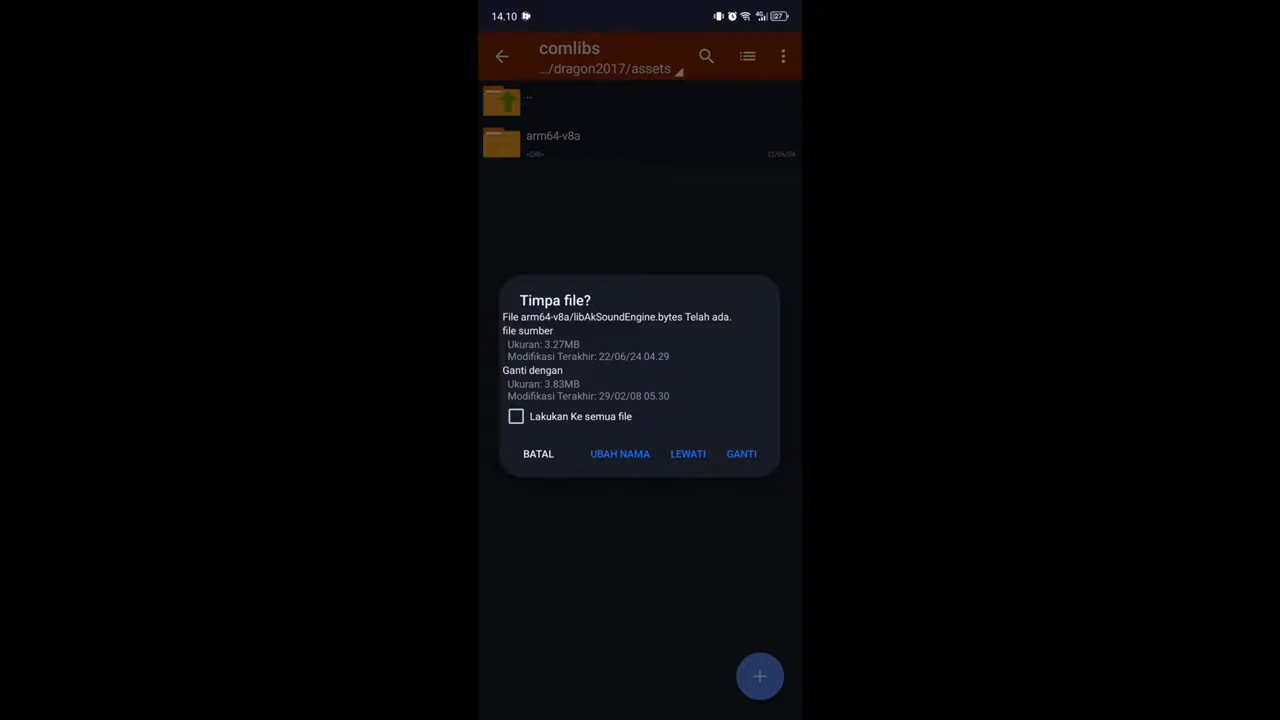 14.10
4G
27
comlibs
.../dragon2017/assets
..
arm64-v8a
<DIR>
22/06/24
Timpa file?
File arm64-v8a/libAkSoundEngine.bytes Telah ada.
file sumber
Ukuran: 3.27MB
Modifikasi Terakhir: 22/06/24 04.29
Ganti dengan
Ukuran: 3.83MB
Modifikasi Terakhir: 29/02/08 05.30
Lakukan Ke semua file
BATAL UBAH NAMA LEWATI GANTI